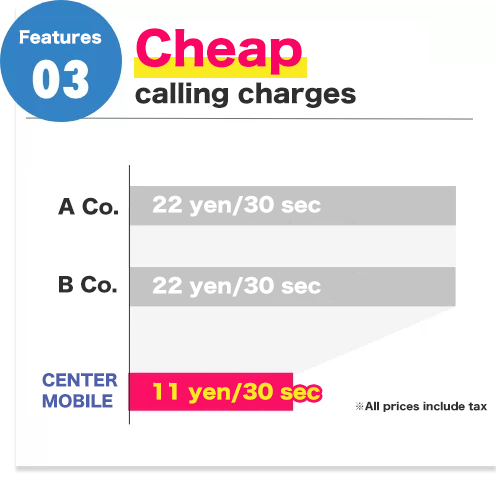 Features
03
Cheap
calling charges
A Co.
22 yen/30 sec
B Co.
22 yen/30 sec
CENTER
MOBILE
11 yen/30 sec
※All prices include tax